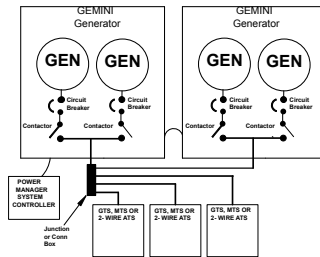 GEMINI
Generator
GEMINI
Generator
GEN
GEN
GEN
GEN
Circuit
Breaker
Circuit
Breaker
Circuit
Breaker
Circuit
Breaker
Contactor
Contactor
Contactor
Contactor
POWER
MANAGER
SYSTEM
CONTROLLER
Junction
or Conn
Box
GTS, MTS OR
2- WIRE ATS
GTS, MTS OR
2- WIRE ATS
GTS, MTS OR
2- WIRE ATS